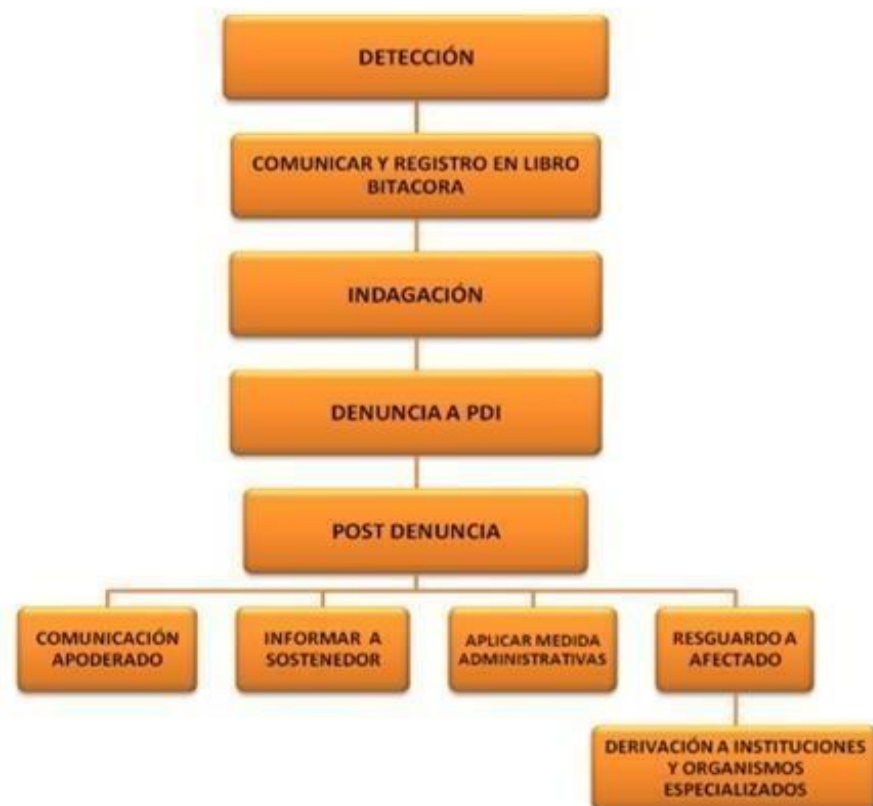 DETECCIÓN
COMUNICAR Y REGISTRO EN LIBRO
BITACORA
INDAGACIÓN
DENUNCIA A PDI
POST DENUNCIA
COMUNICACIÓN
APODERADO
INFORMAR A
SOSTENEDOR
APLICAR MEDIDA
ADMINISTRATIVAS
RESGUARDO A
AFECTADO
DERIVACIÓN A INSTITUCIONES
Y ORGANISMOS
ESPECIALIZADOS